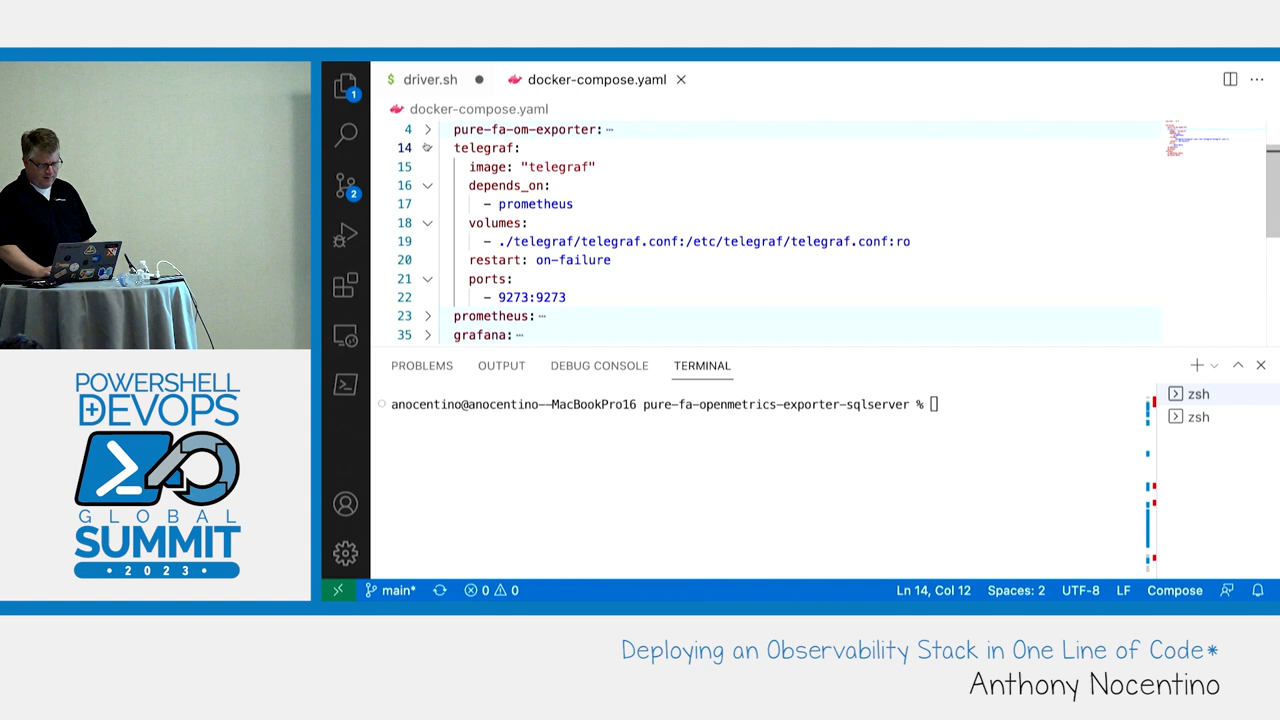 driver.sh
docker-compose.yaml
docker-compose.yaml
4 pure-fa-om-exporter:
14 telegraf:
15 image: "telegraf"
16 depends_on:
17 - prometheus
18 volumes:
19 - ./telegraf/telegraf.conf:/etc/telegraf/telegraf.conf:ro
20 restart: on-failure
21 ports:
22 - 9273:9273
23 prometheus:
35 grafana:
PROBLEMS OUTPUT DEBUG CONSOLE TERMINAL
anocentino@anocentino--MacBookPro16 pure-fa-openmetrics-exporter-sqlserver %
zsh
zsh
1
2
main* 0 0 Ln 14, Col 12 Spaces: 2 UTF-8 LF Compose
POWERSHELL
+DEVOPS
GLOBAL
SUMMIT
• 2023 •
Deploying an Observability Stack in One Line of Code*
Anthony Nocentino